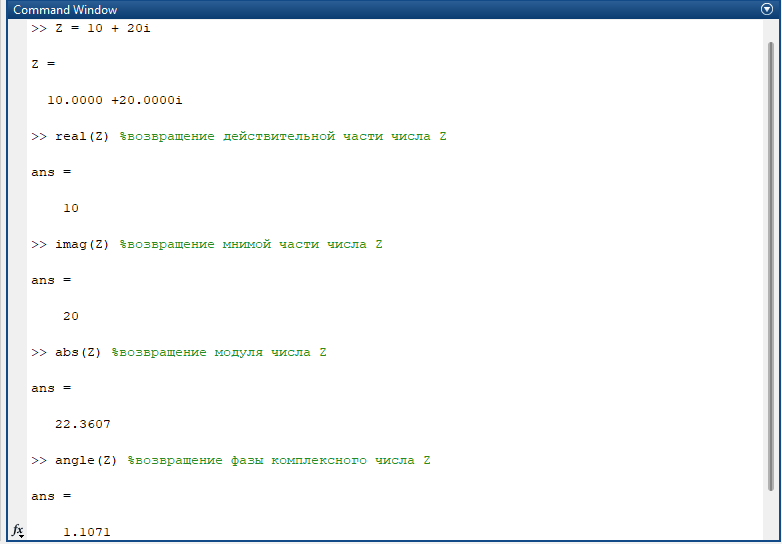 Command Window
>> Z = 10 + 20i
Z =
10.0000 +20.0000i
>> real(Z) %возвращение действительной части числа Z
ans =
10
>> imag(Z) %возвращение мнимой части числа Z
ans =
20
>> abs(Z) %возвращение модуля числа Z
ans =
22.3607
>> angle(Z) %возвращение фазы комплексного числа Z
ans =
fx 1.1071